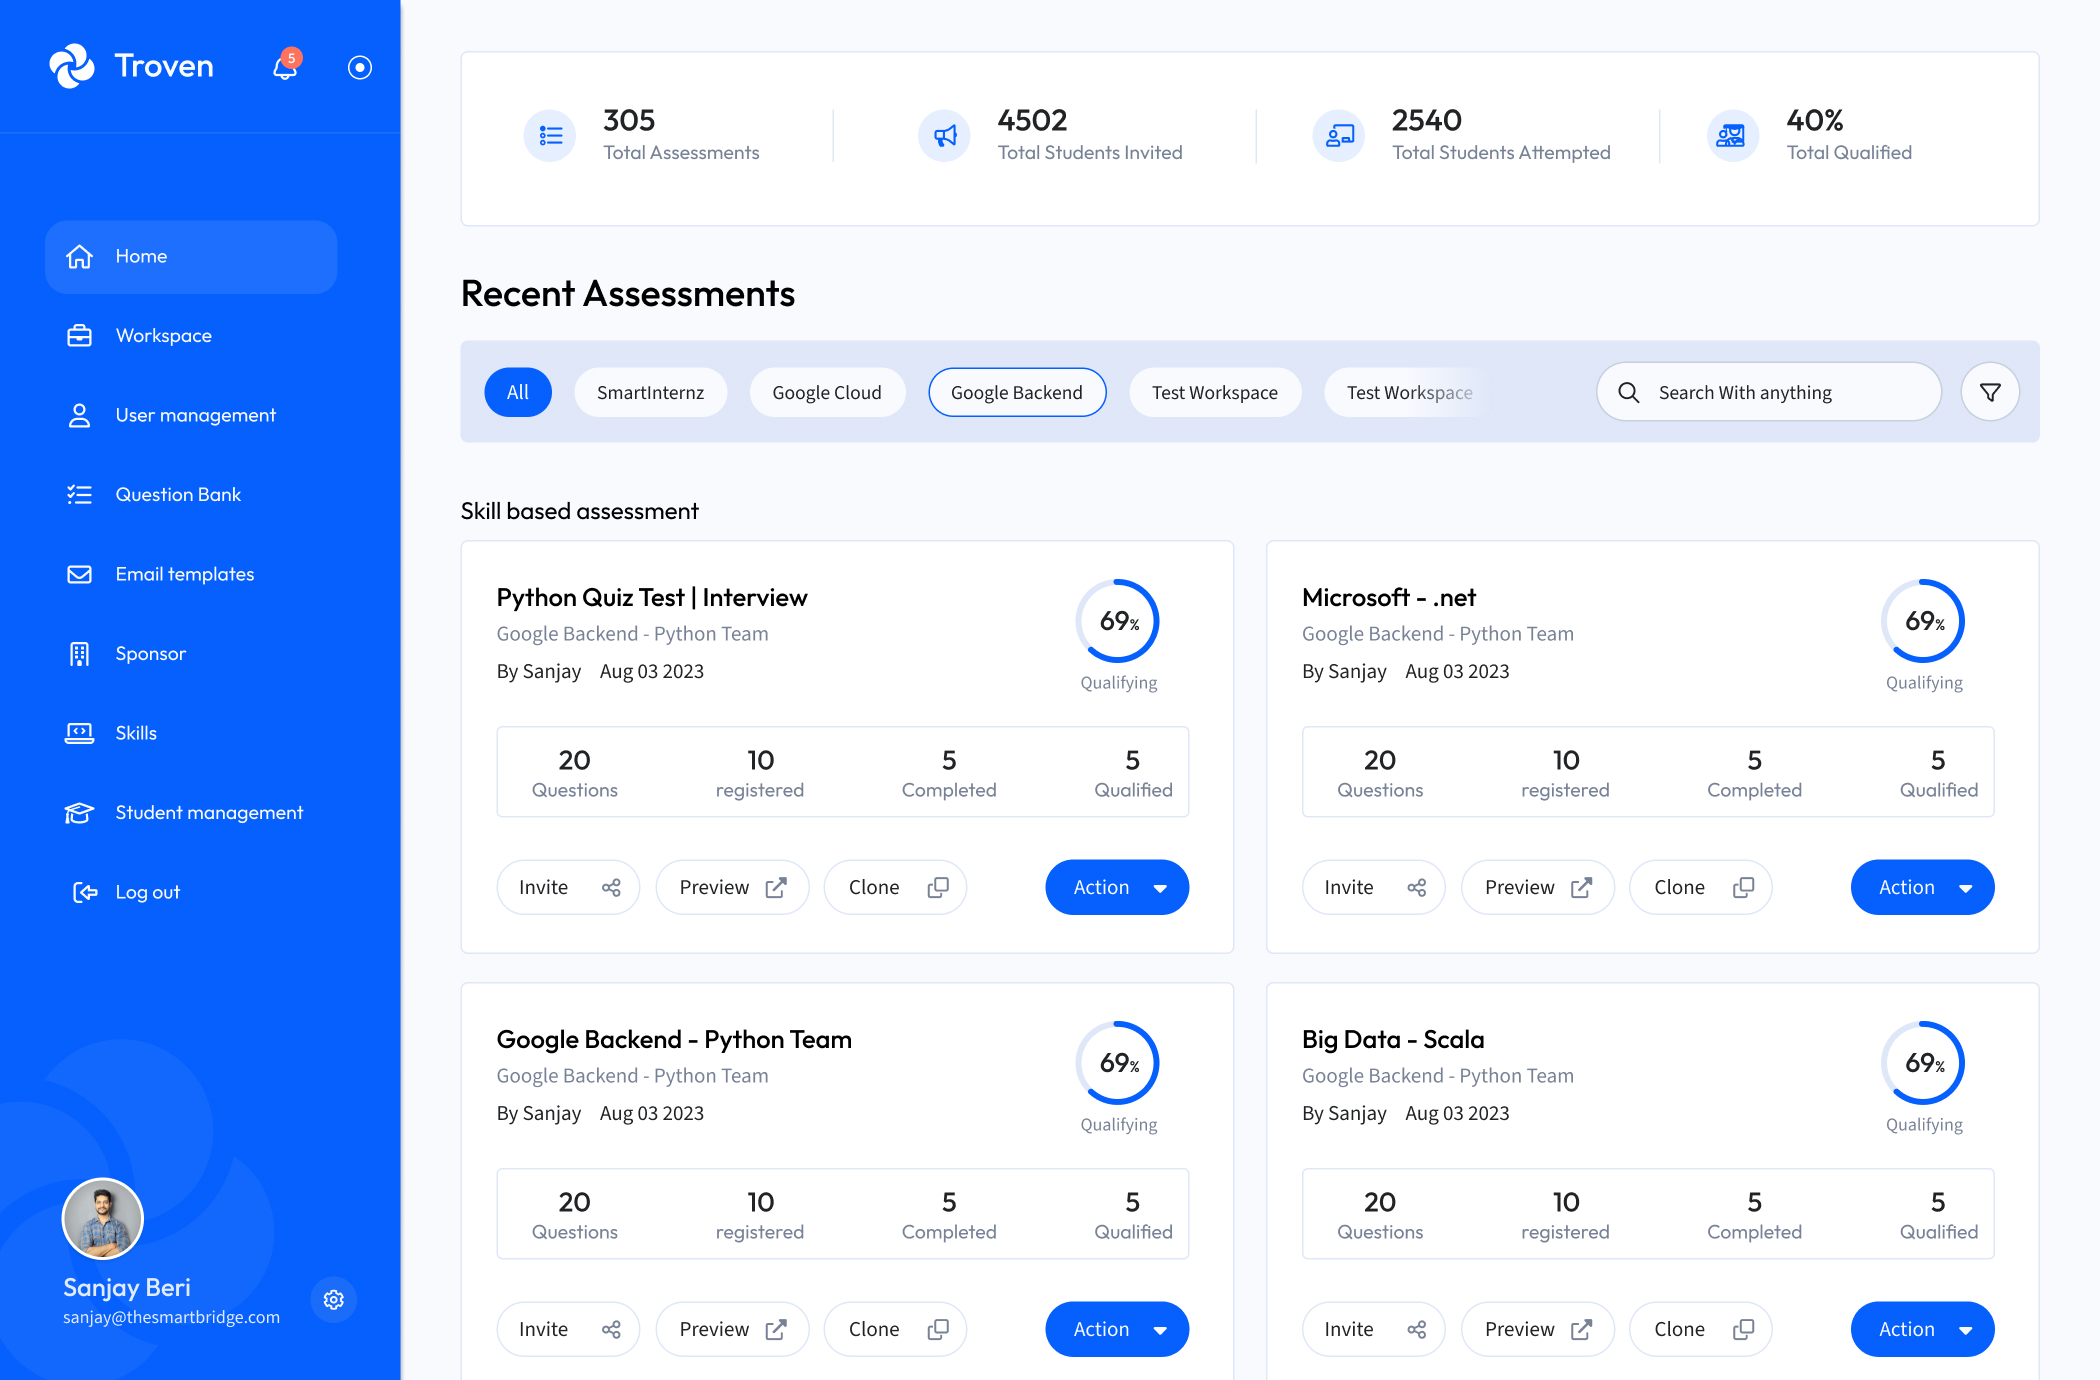 Troven
5
Home
Workspace
User management
Question Bank
Email templates
Sponsor
Skills
Student management
Log out
Sanjay Beri
sanjay@thesmartbridge.com
305
Total Assessments
4502
Total Students Invited
2540
Total Students Attempted
40%
Total Qualified
Recent Assessments
All
SmartInternz
Google Cloud
Google Backend
Test Workspace
Test Workspace
Search With anything
Skill based assessment
Python Quiz Test | Interview
Google Backend - Python Team
By Sanjay Aug 03 2023
69%
Qualifying
20
Questions
10
registered
5
Completed
5
Qualified
Invite
Preview
Clone
Action
Microsoft - .net
Google Backend - Python Team
By Sanjay Aug 03 2023
69%
Qualifying
20
Questions
10
registered
5
Completed
5
Qualified
Invite
Preview
Clone
Action
Google Backend - Python Team
Google Backend - Python Team
By Sanjay Aug 03 2023
69%
Qualifying
20
Questions
10
registered
5
Completed
5
Qualified
Invite
Preview
Clone
Action
Big Data - Scala
Google Backend - Python Team
By Sanjay Aug 03 2023
69%
Qualifying
20
Questions
10
registered
5
Completed
5
Qualified
Invite
Preview
Clone
Action